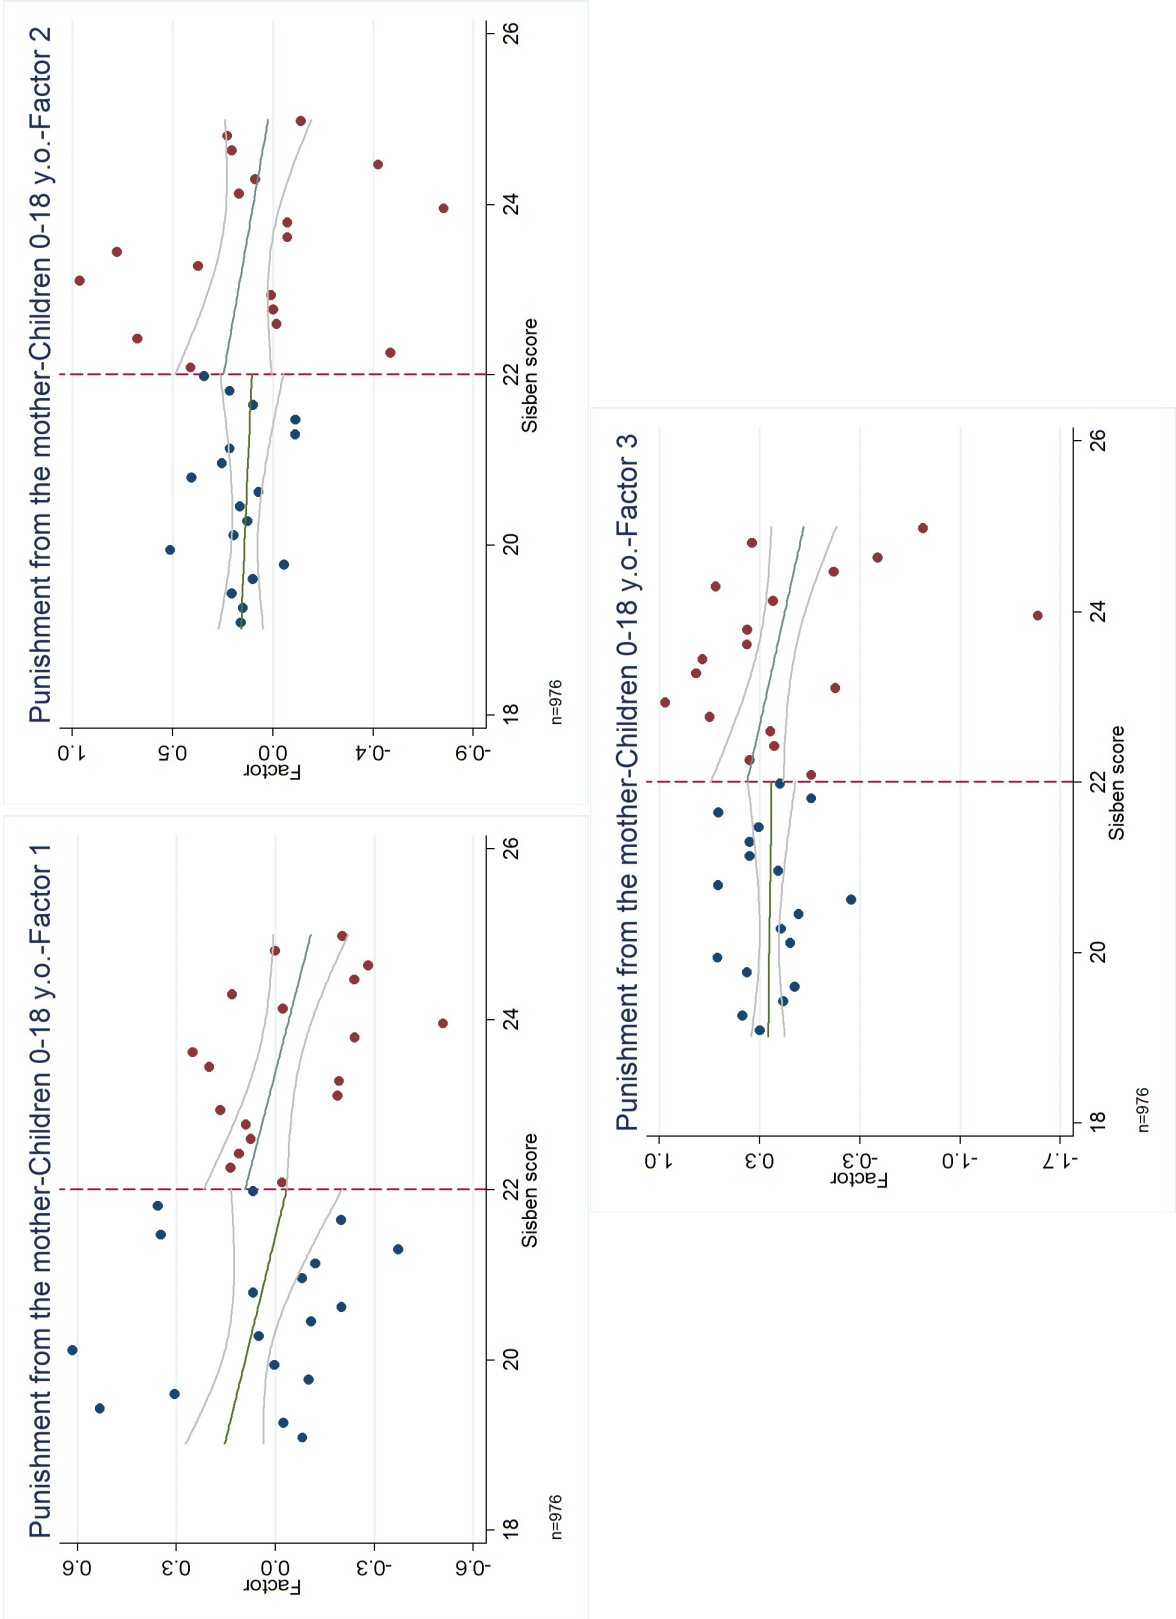 Punishment from the mother-Children 0-18 y.o.-Factor 1
0.6
0.3
0.0
-0.3
-0.6
Factor
18
20
22
24
26
Sisben score
n=976
Punishment from the mother-Children 0-18 y.o.-Factor 2
1.0
0.5
0.0
-0.4
-0.9
Factor
18
20
22
24
26
Sisben score
n=976
Punishment from the mother-Children 0-18 y.o.-Factor 3
1.0
0.3
-0.3
-1.0
-1.7
Factor
18
20
22
24
26
Sisben score
n=976